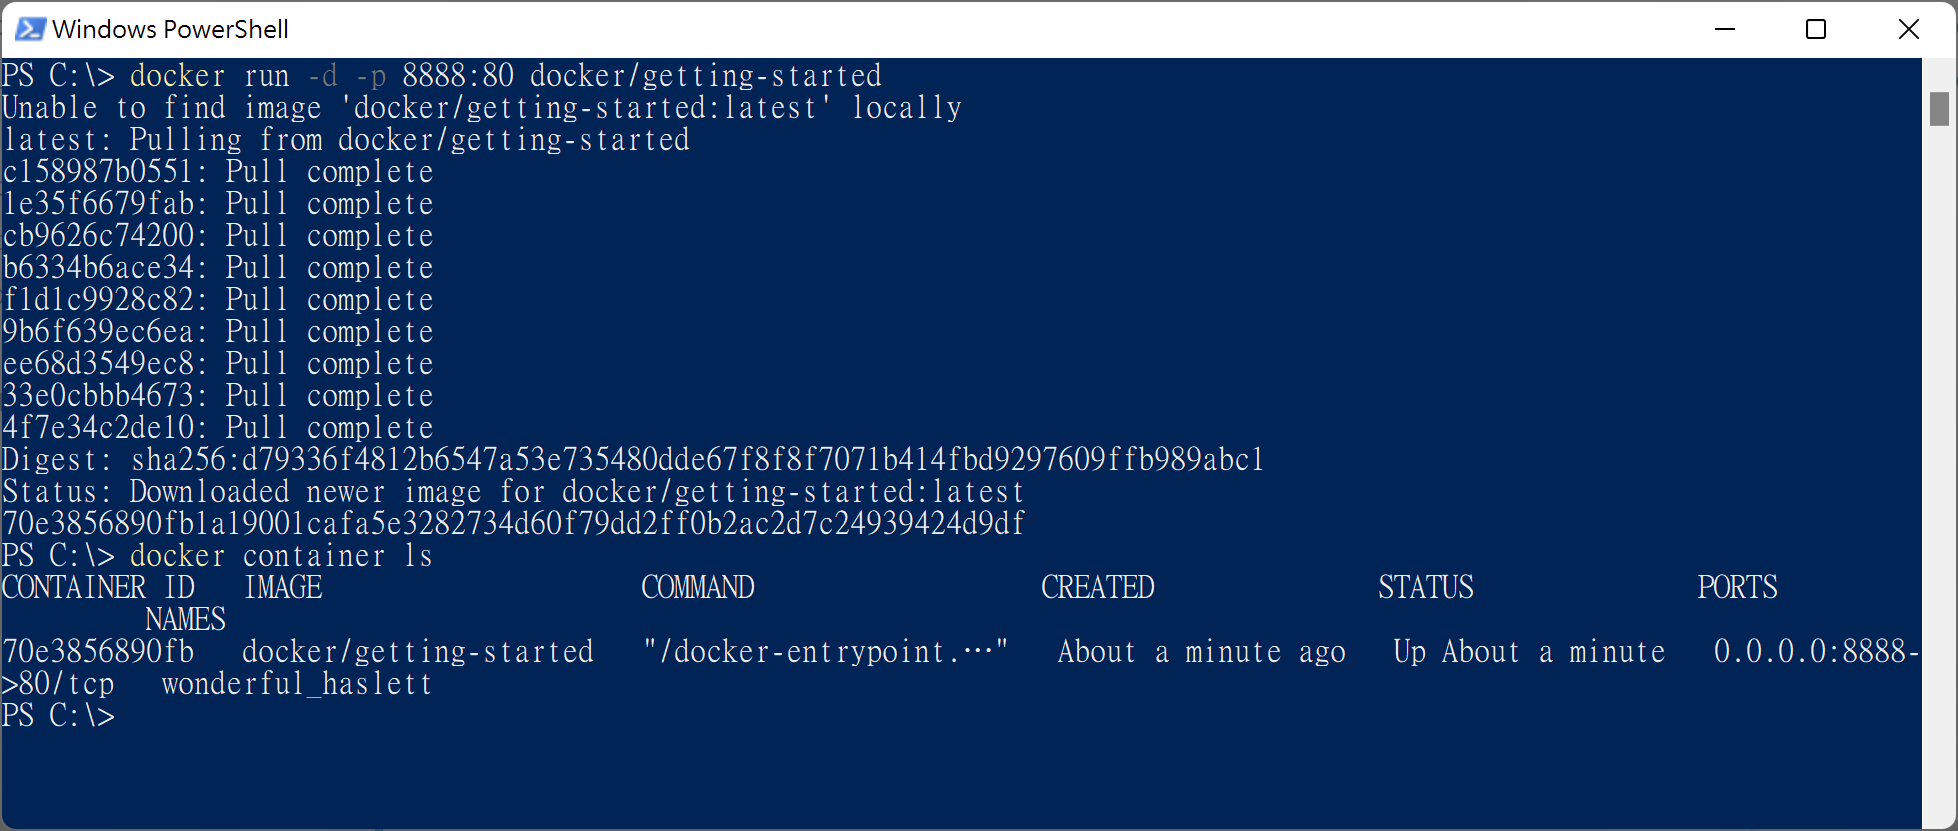 Windows PowerShell
PS C:\> docker run -d -p 8888:80 docker/getting-started
Unable to find image 'docker/getting-started:latest' locally
latest: Pulling from docker/getting-started
c158987b0551: Pull complete
1e35f6679fab: Pull complete
cb9626c74200: Pull complete
b6334b6ace34: Pull complete
f1d1c9928c82: Pull complete
9b6f639ec6ea: Pull complete
ee68d3549ec8: Pull complete
33e0cbbb4673: Pull complete
4f7e34c2de10: Pull complete
Digest: sha256:d79336f4812b6547a53e735480dde67f8f8f7071b414fbd9297609ffb989abc1
Status: Downloaded newer image for docker/getting-started:latest
70e3856890fb1a19001cafa5e3282734d60f79dd2ff0b2ac2d7c24939424d9df
PS C:\> docker container ls
CONTAINER ID   IMAGE                    COMMAND                  CREATED              STATUS              PORTS
         NAMES
70e3856890fb   docker/getting-started   "/docker-entrypoint.…"   About a minute ago   Up About a minute   0.0.0.0:8888-
>80/tcp   wonderful_haslett
PS C:\>